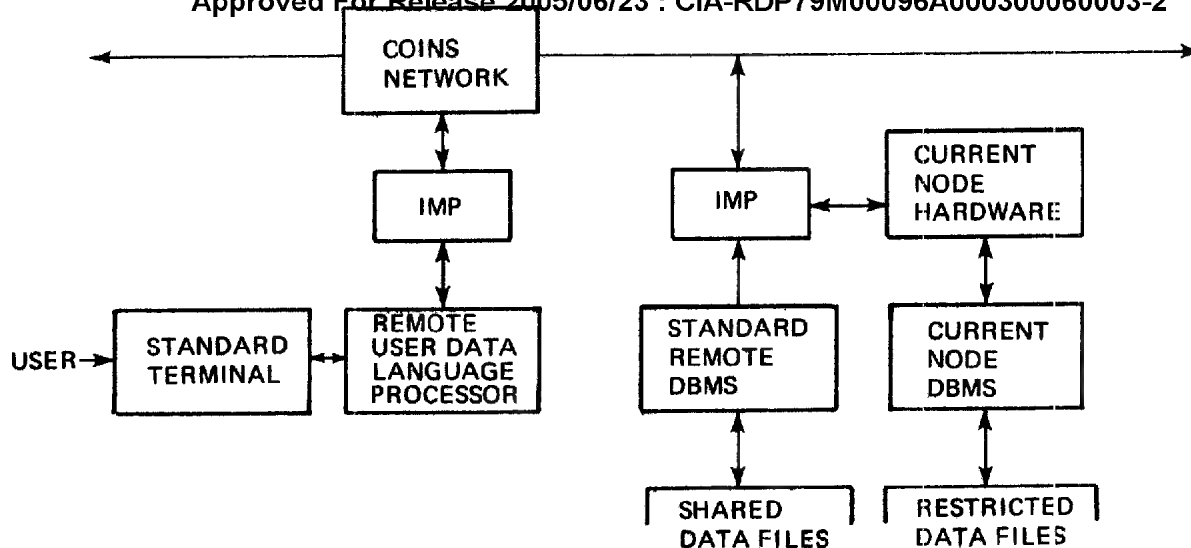 Approved For Release 2005/06/23 : CIA-RDP79M00096A000300060003-2
COINS
NETWORK
IMP
IMP
CURRENT
NODE
HARDWARE
USER
STANDARD
TERMINAL
REMOTE
USER DATA
LANGUAGE
PROCESSOR
STANDARD
REMOTE
DBMS
CURRENT
NODE
DBMS
SHARED
DATA FILES
RESTRICTED
DATA FILES